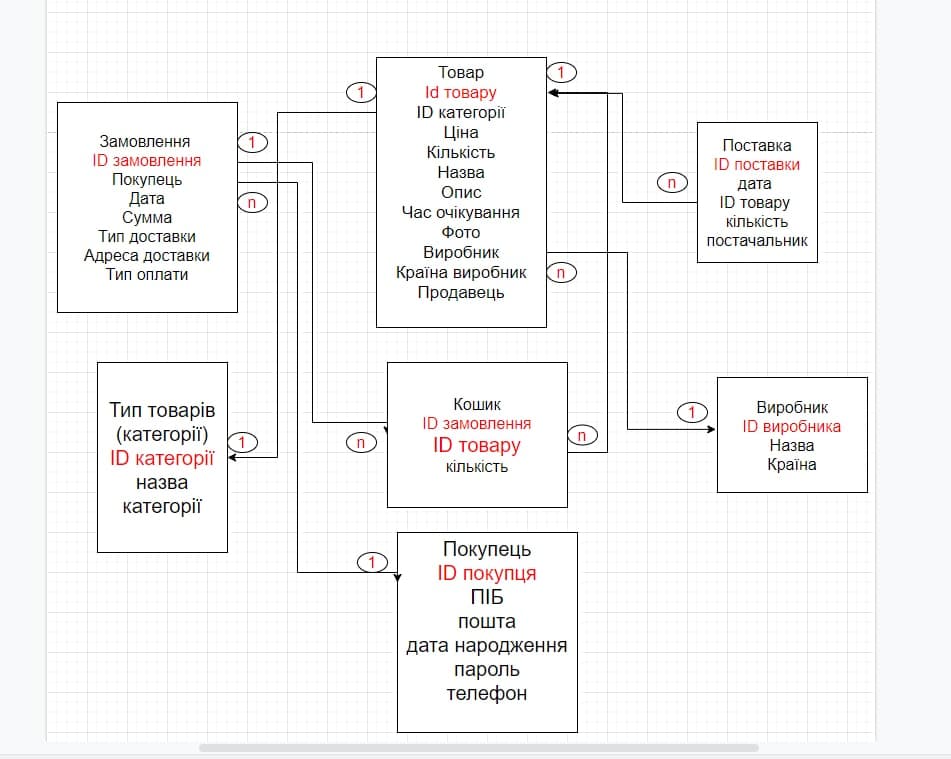 Товар
Id товару
ID категорії
Ціна
Кількість
Назва
Опис
Час очікування
Фото
Виробник
Країна виробник
Продавець
1
1
n
Замовлення
ID замовлення
Покупець
Дата
Сумма
Тип доставки
Адреса доставки
Тип оплати
1
n
Поставка
ID поставки
дата
ID товару
кількість
постачальник
n
Тип товарів
(категорії)
ID категорії
назва
категорії
1
Кошик
ID замовлення
ID товару
кількість
n
n
Виробник
ID виробника
Назва
Країна
1
Покупець
ID покупця
ПІБ
пошта
дата народження
пароль
телефон
1